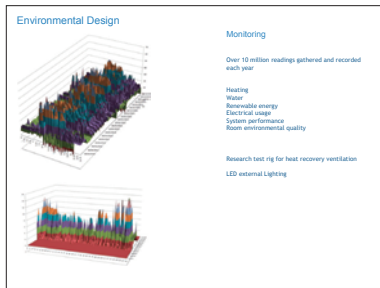 Environmental Design
Monitoring
Over 10 million readings gathered and recorded
each year
Heating
Water
Renewable energy
Electrical usage
System performance
Room environmental quality
Research test rig for heat recovery ventilation
LED external Lighting